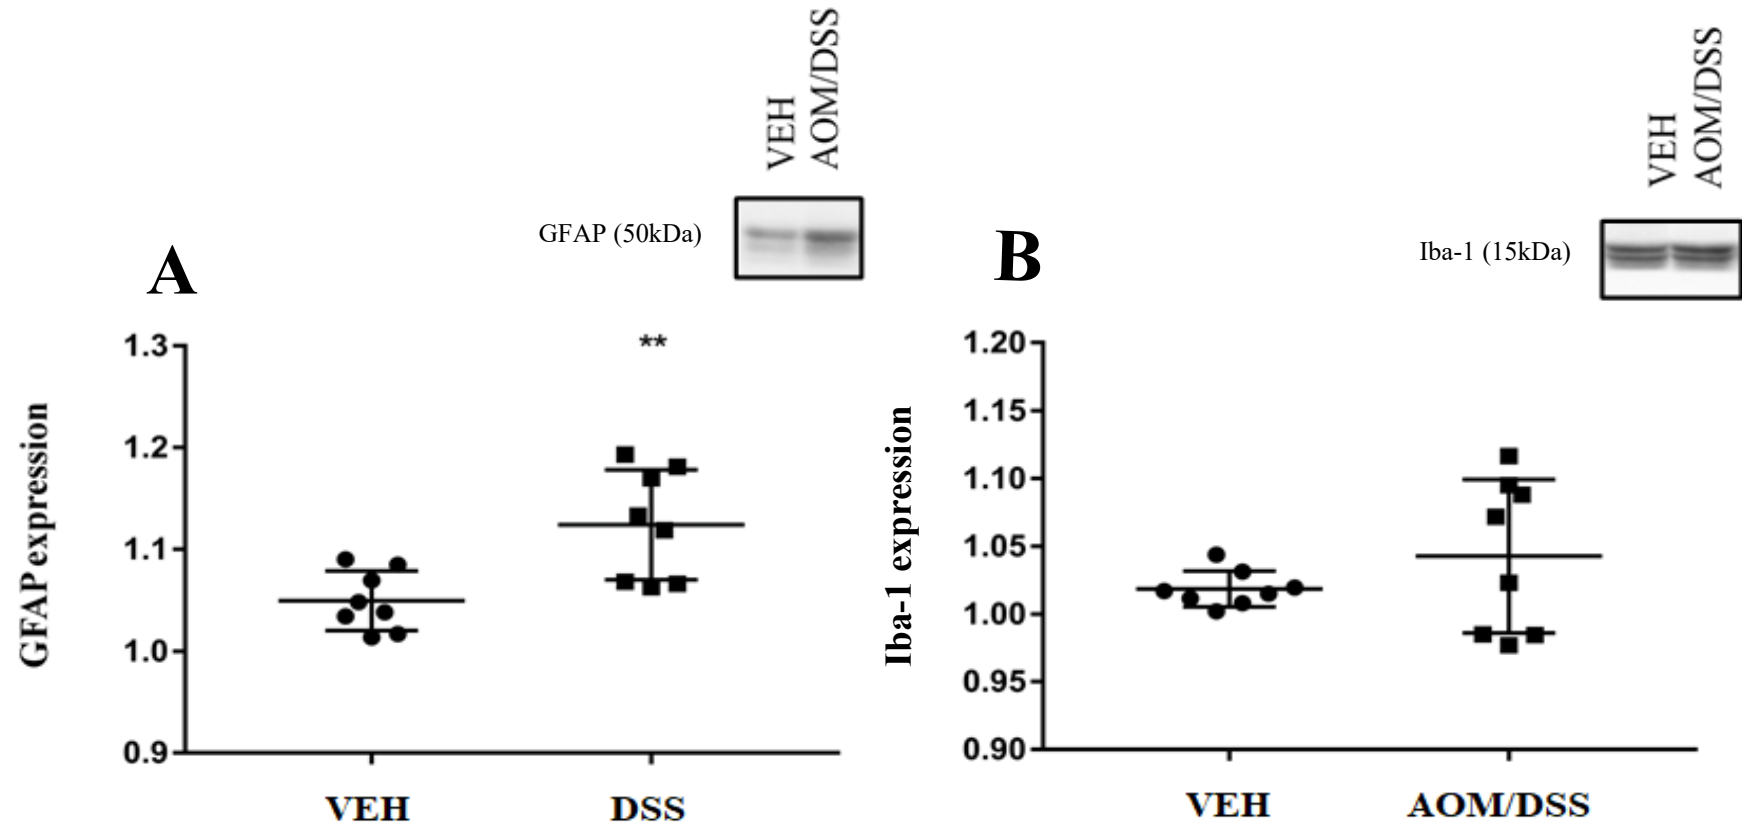 VEH
AOM/DSS
GFAP (50kDa)
A
1.3
1.2
1.1
1.0
0.9
GFAP expression
**
VEH
DSS
VEH
AOM/DSS
Iba-1 (15kDa)
B
1.20
1.15
1.10
1.05
1.00
0.95
0.90
Iba-1 expression
VEH
AOM/DSS